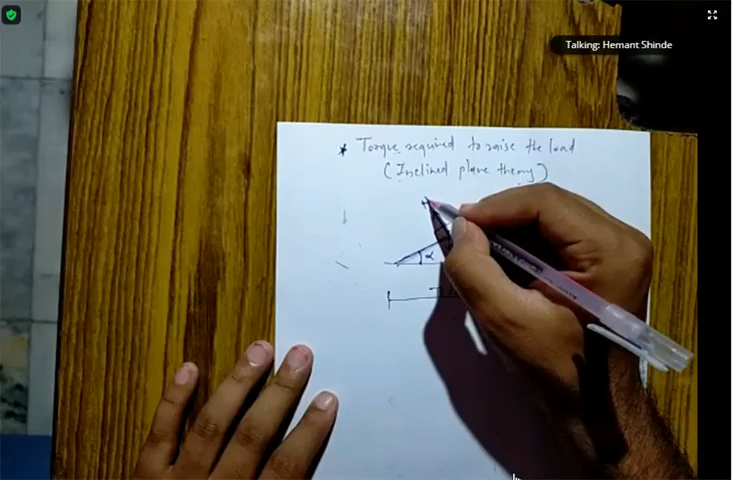 Talking: Hemant Shinde
* Torque required to raise the load
(Inclined plane theory)
α